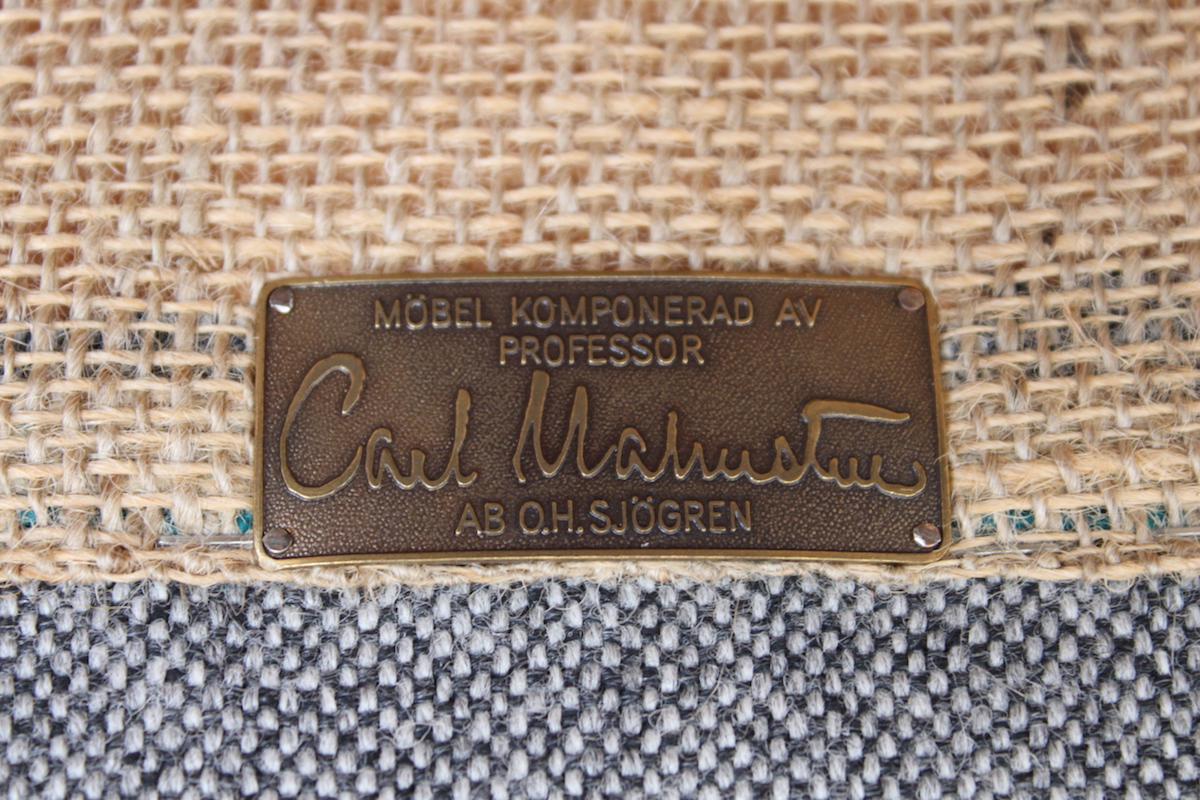 MÖBEL KOMPONERAD AV
PROFESSOR
Carl Malmsten
AB O.H. SJÖGREN